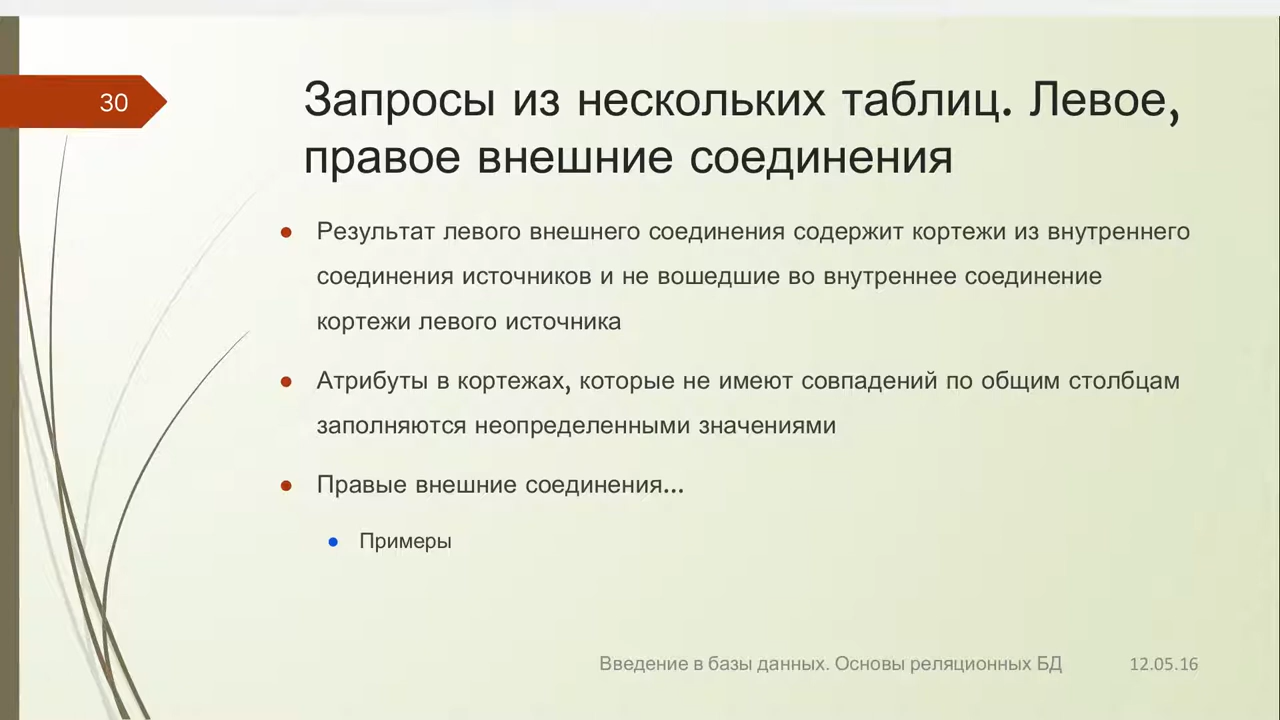 30
Запросы из нескольких таблиц. Левое,
правое внешние соединения
Результат левого внешнего соединения содержит кортежи из внутреннего
соединения источников и не вошедшие во внутреннее соединение
кортежи левого источника
Атрибуты в кортежах, которые не имеют совпадений по общим столбцам
заполняются неопределенными значениями
Правые внешние соединения...
Примеры
Введение в базы данных. Основы реляционных БД 12.05.16